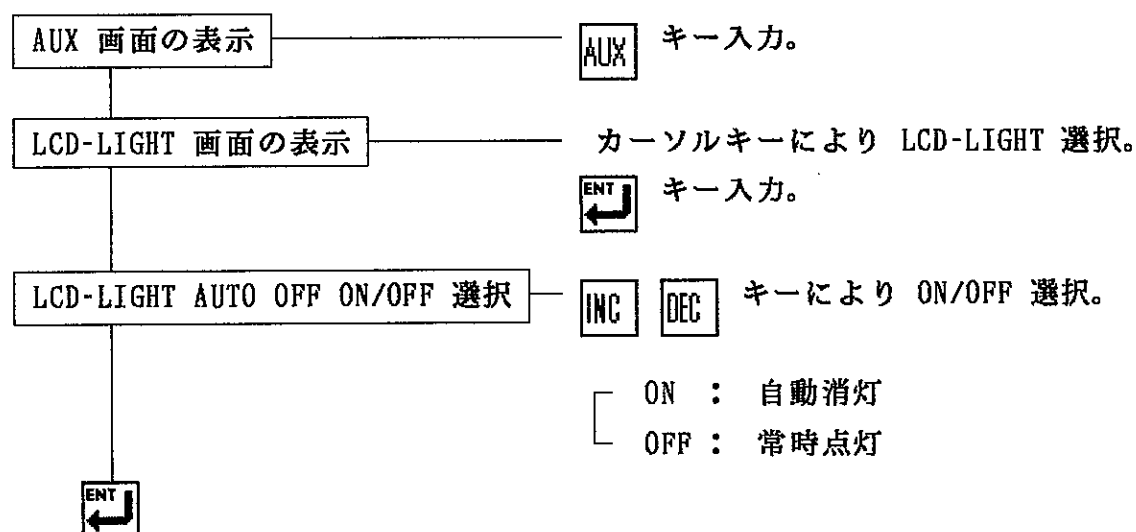 AUX 画面の表示
AUX キー入力。
LCD-LIGHT 画面の表示
カーソルキーにより LCD-LIGHT 選択。
ENT キー入力。
LCD-LIGHT AUTO OFF ON/OFF 選択
INC DEC キーにより ON/OFF 選択。
ON : 自動消灯
OFF : 常時点灯
ENT